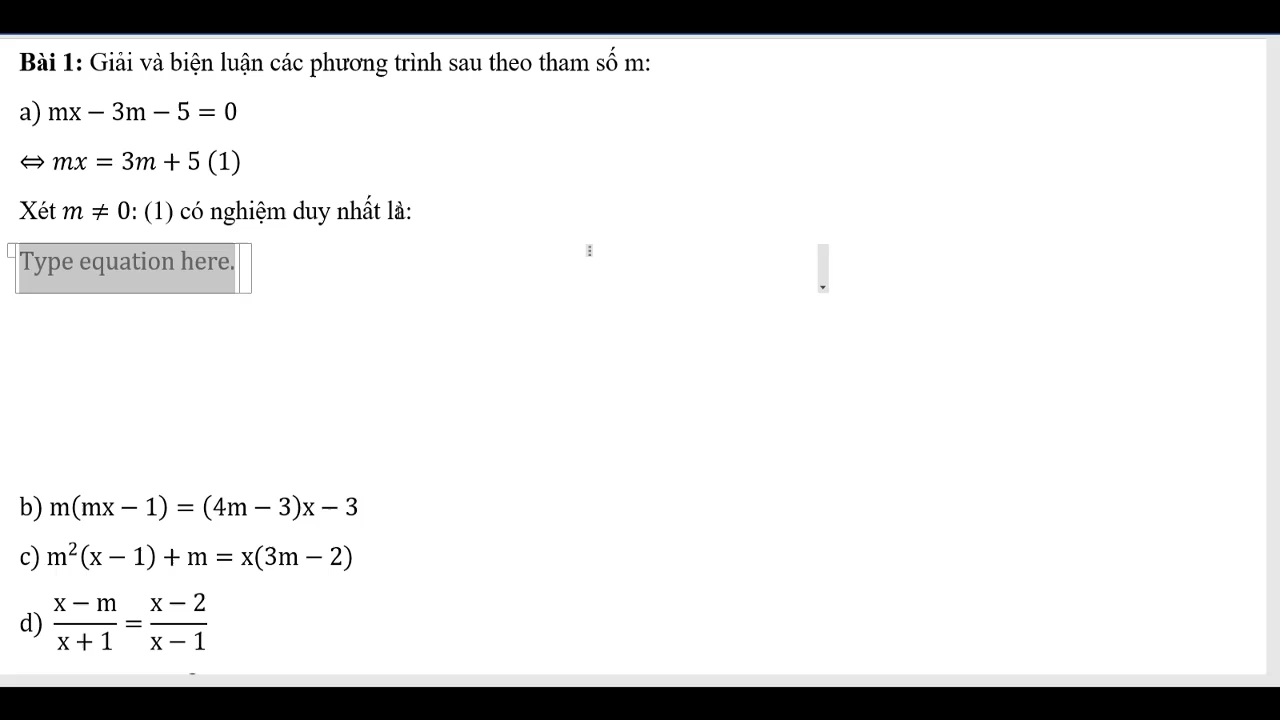 Bài 1: Giải và biện luận các phương trình sau theo tham số m:
a) mx − 3m − 5 = 0
⇔ mx = 3m + 5 (1)
Xét m ≠ 0: (1) có nghiệm duy nhất là:
Type equation here.
b) m(mx − 1) = (4m − 3)x − 3
c) m²(x − 1) + m = x(3m − 2)
d) (x − m)/(x + 1) = (x − 2)/(x − 1)